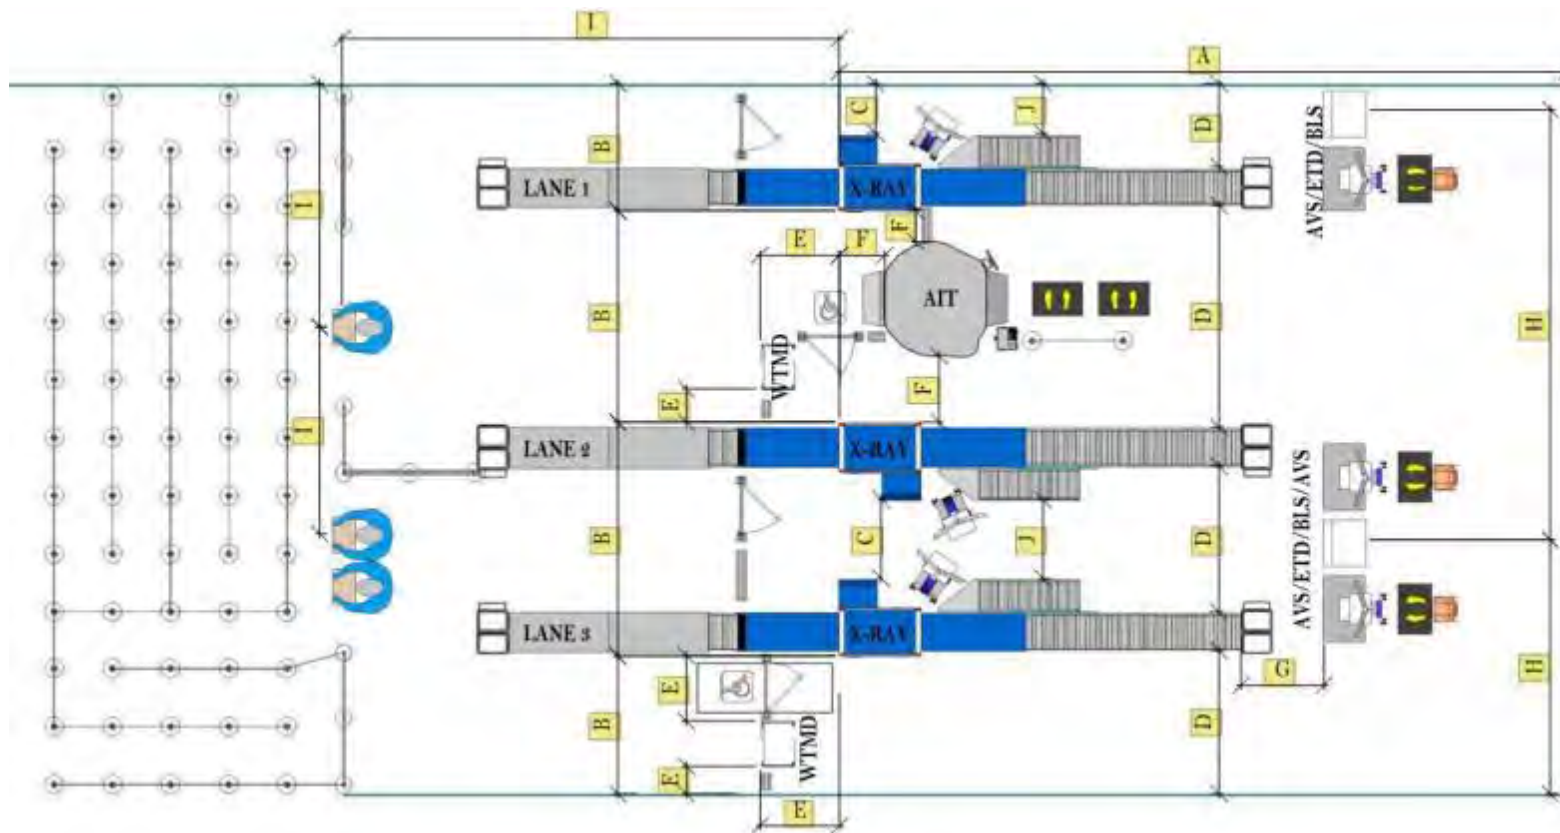 I
A
C
J
B
D
LANE 1
X-RAY
AVS/ETD/BLS
I
E
F
F
AIT
B
D
H
WTMD
E
F
I
LANE 2
X-RAY
B
C
J
D
AVS/ETD/BLS/AVS
LANE 3
X-RAY
E
G
H
B
D
WTMD
E
E